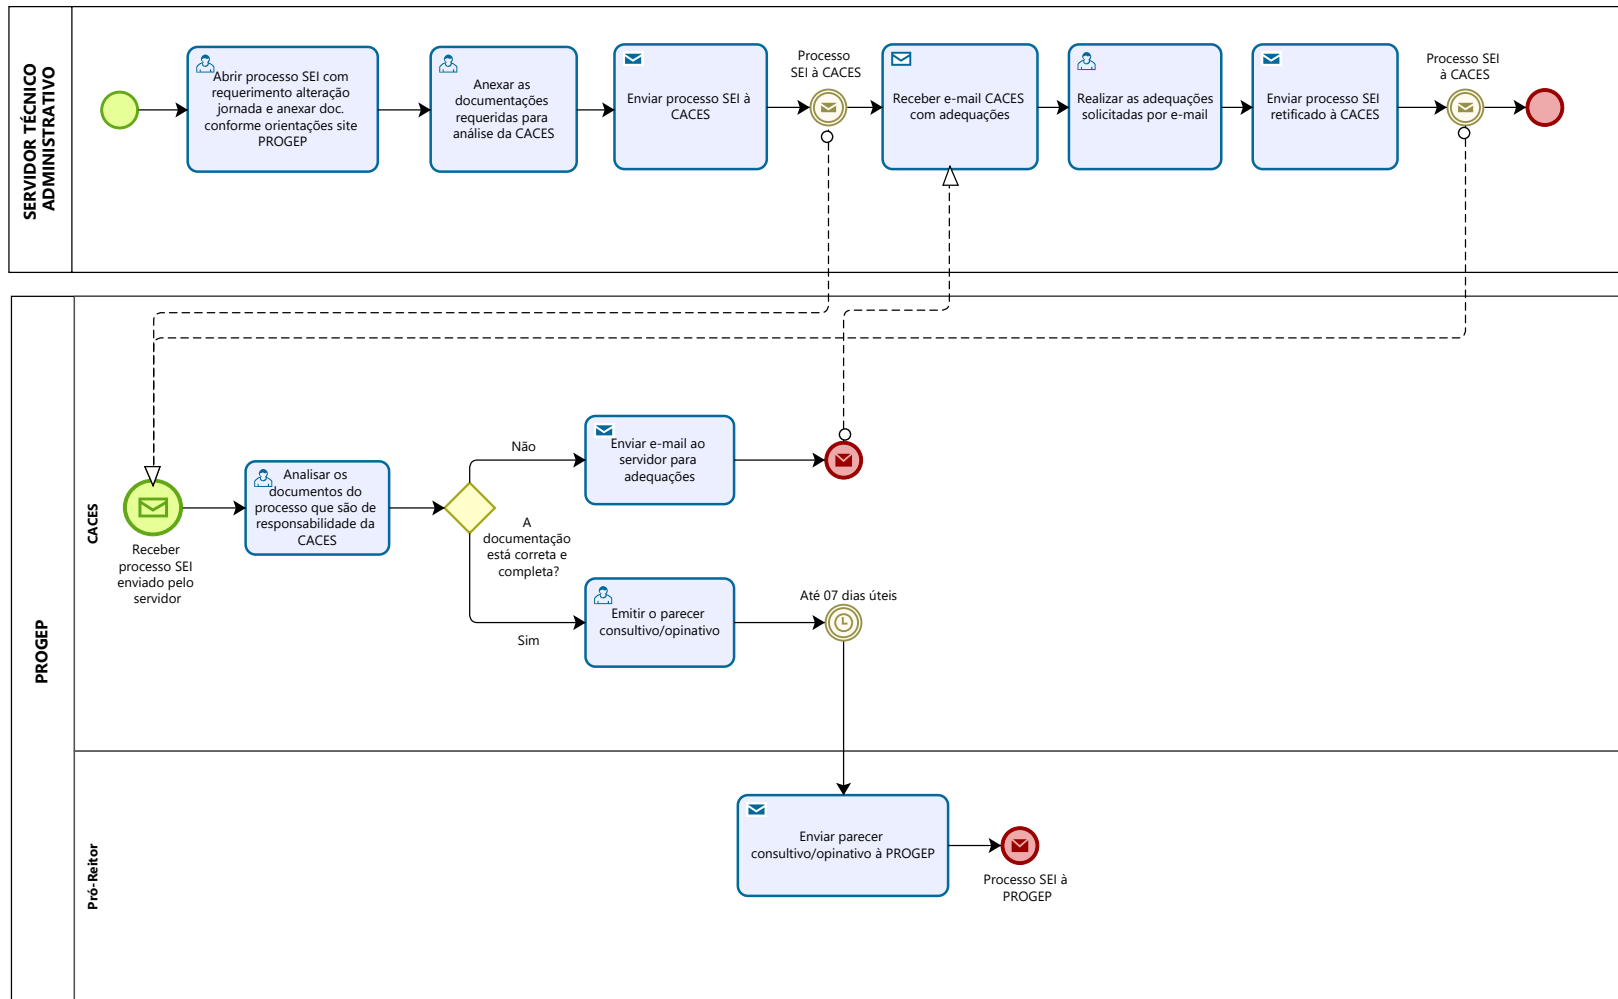 SERVIDOR TÉCNICO
ADMINISTRATIVO
Abrir processo SEI com
requerimento alteração
jornada e anexar doc.
conforme orientações site
PROGEP
Anexar as
documentações
requeridas para
análise da CACES
Enviar processo SEI à
CACES
Processo
SEI à CACES
Receber e-mail CACES
com adequações
Realizar as adequações
solicitadas por e-mail
Enviar processo SEI
retificado à CACES
Processo SEI
à CACES
PROGEP
CACES
Receber
processo SEI
enviado pelo
servidor
Analisar os
documentos do
processo que são de
responsabilidade da
CACES
Não
A
documentação
está correta e
completa?
Sim
Enviar e-mail ao
servidor para
adequações
Emitir o parecer
consultivo/opinativo
Até 07 dias úteis
Pró-Reitor
Enviar parecer
consultivo/opinativo à PROGEP
Processo SEI à
PROGEP